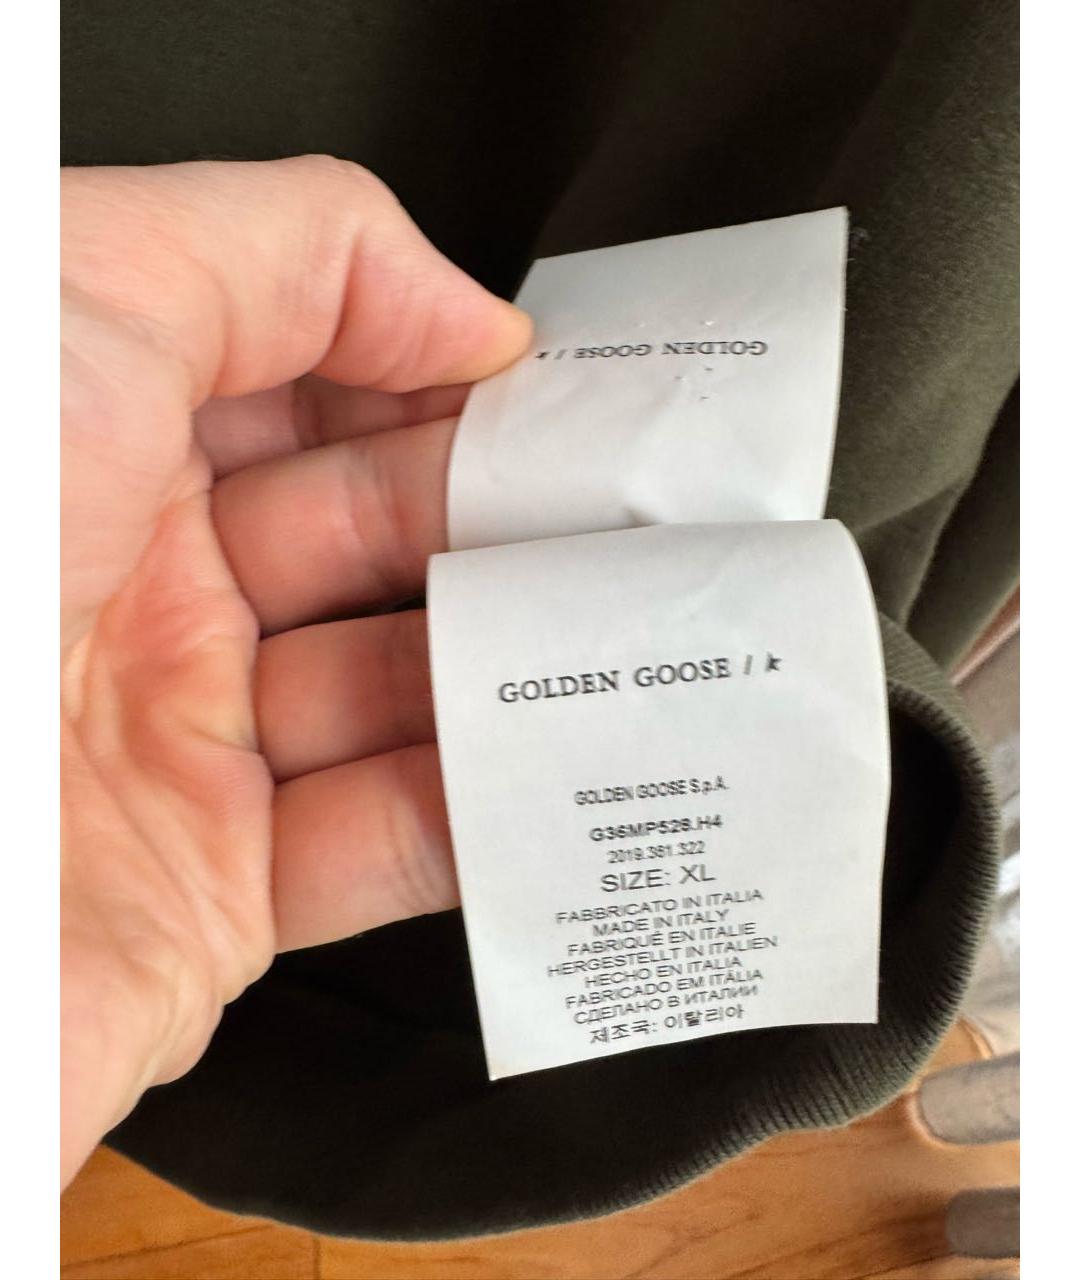 GOLDEN GOOSE / k
GOLDEN GOOSE / k
GOLDEN GOOSE S.p.A.
G36MP526.H4
2019.361.322
SIZE: XL
FABBRICATO IN ITALIA
MADE IN ITALY
FABRIQUÉ EN ITALIE
HERGESTELLT IN ITALIEN
HECHO EN ITALIA
FABRICADO EM ITÁLIA
СДЕЛАНО В ИТАЛИИ
제조국: 이탈리아